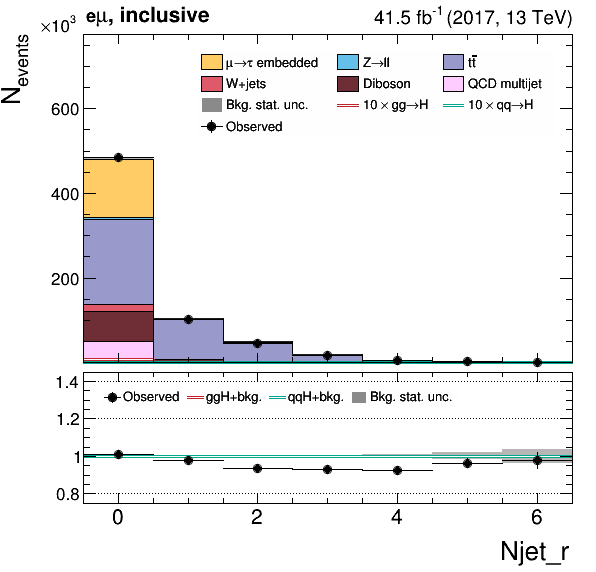 ×10³ eμ, inclusive 41.5 fb⁻¹ (2017, 13 TeV)
N_events
μ→τ embedded Z→ll tt̄
W+jets Diboson QCD multijet
Bkg. stat. unc. 10 × gg→H 10 × qq→H
Observed
600
400
200
1.4
1.2
1
0.8
Observed ggH+bkg. qqH+bkg. Bkg. stat. unc.
0 2 4 6
Njet_r